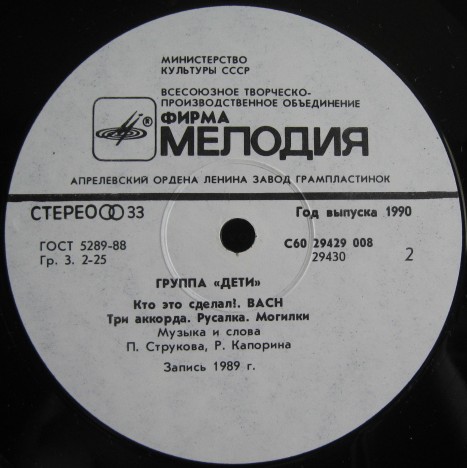 МИНИСТЕРСТВО
КУЛЬТУРЫ СССР
ВСЕСОЮЗНОЕ ТВОРЧЕСКО-
ПРОИЗВОДСТВЕННОЕ ОБЪЕДИНЕНИЕ
®
ФИРМА
МЕЛОДИЯ
АПРЕЛЕВСКИЙ ОРДЕНА ЛЕНИНА ЗАВОД ГРАМПЛАСТИНОК
СТЕРЕО 33
Год выпуска 1990
ГОСТ 5289-88
Гр. 3. 2-25
С60 29429 008
29430
2
ГРУППА «ДЕТИ»
Кто это сделал!. ВАСН
Три аккорда. Русалка. Могилки
Музыка и слова
П. Струкова, Р. Капорина
Запись 1989 г.